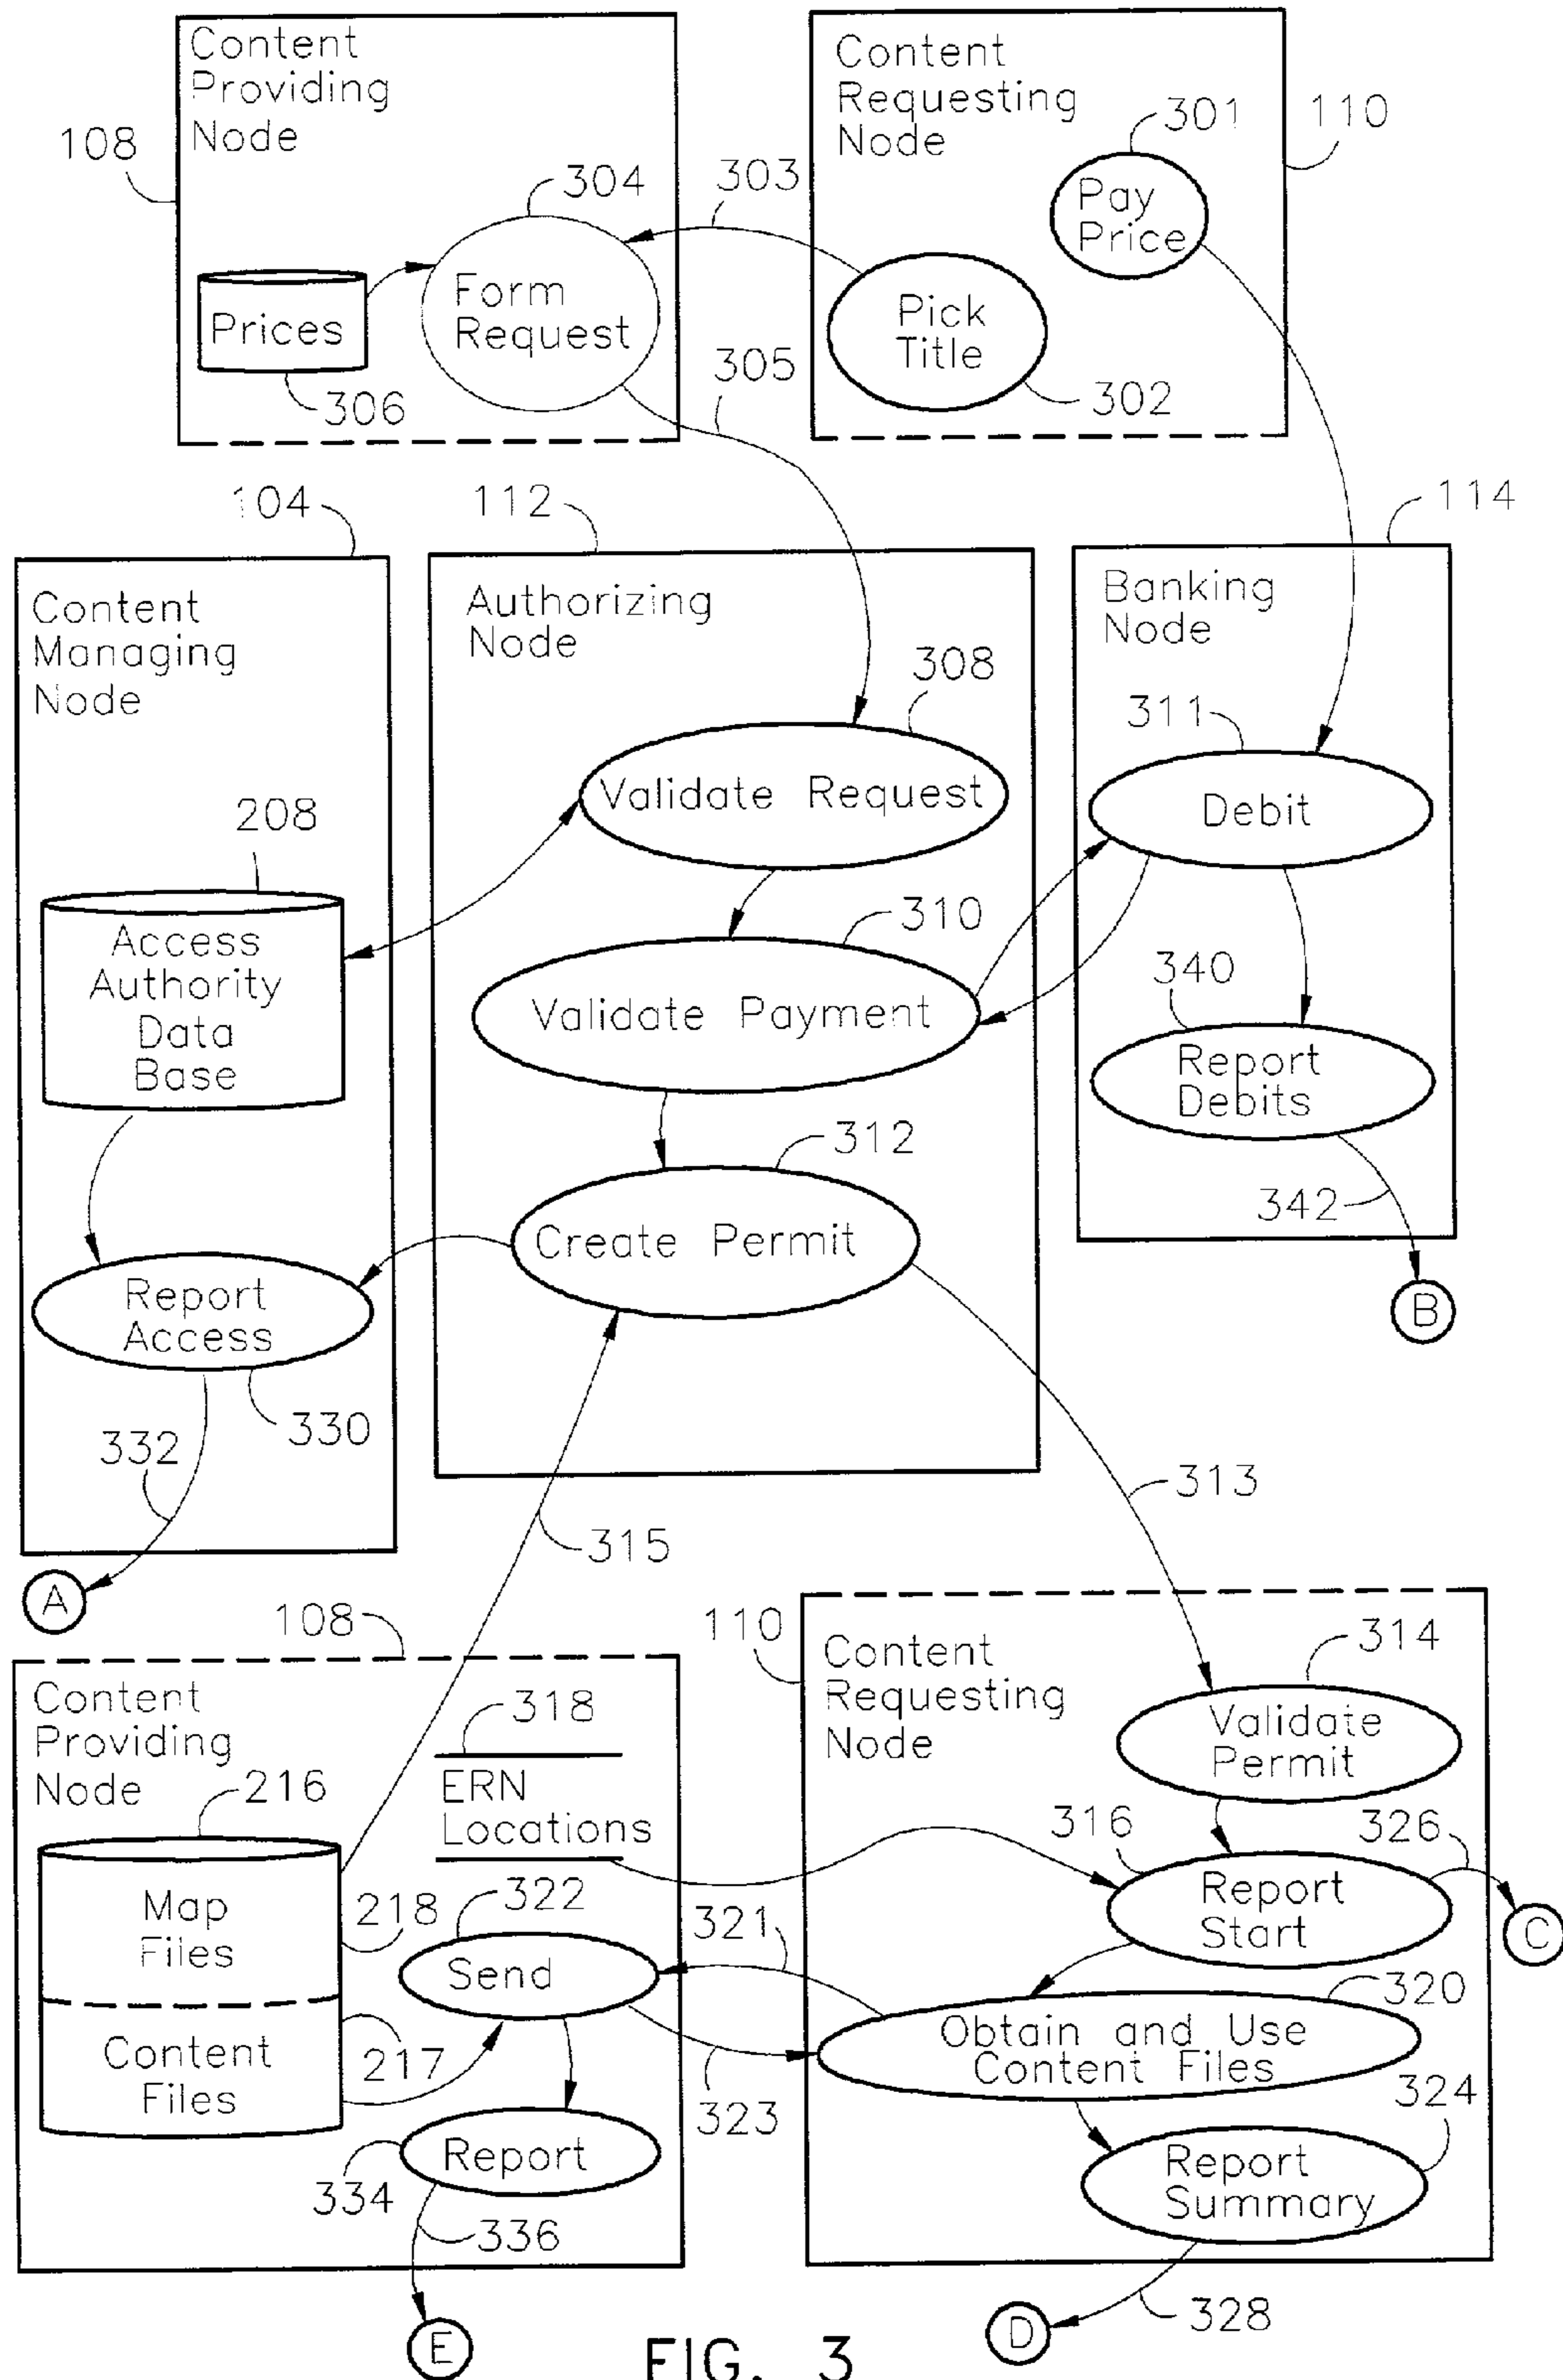 Content
Providing
Node
108
304
Prices
306
Form
Request
303
305
Content
Requesting
Node
301
110
Pay
Price
Pick
Title
302
104
112
114
Content
Managing
Node
208
Access
Authority
Data
Base
Report
Access
330
332
A
Authorizing
Node
308
Validate Request
310
Validate Payment
312
Create Permit
315
313
Banking
Node
311
Debit
340
Report
Debits
342
B
108
Content
Providing
Node
216
318
ERN
Locations
Map
Files
218
322
Send
321
Content
Files
217
323
Report
334
336
E
110
Content
Requesting
Node
314
Validate
Permit
316
326
Report
Start
C
320
Obtain and Use
Content Files
324
Report
Summary
328
D
FIG. 3